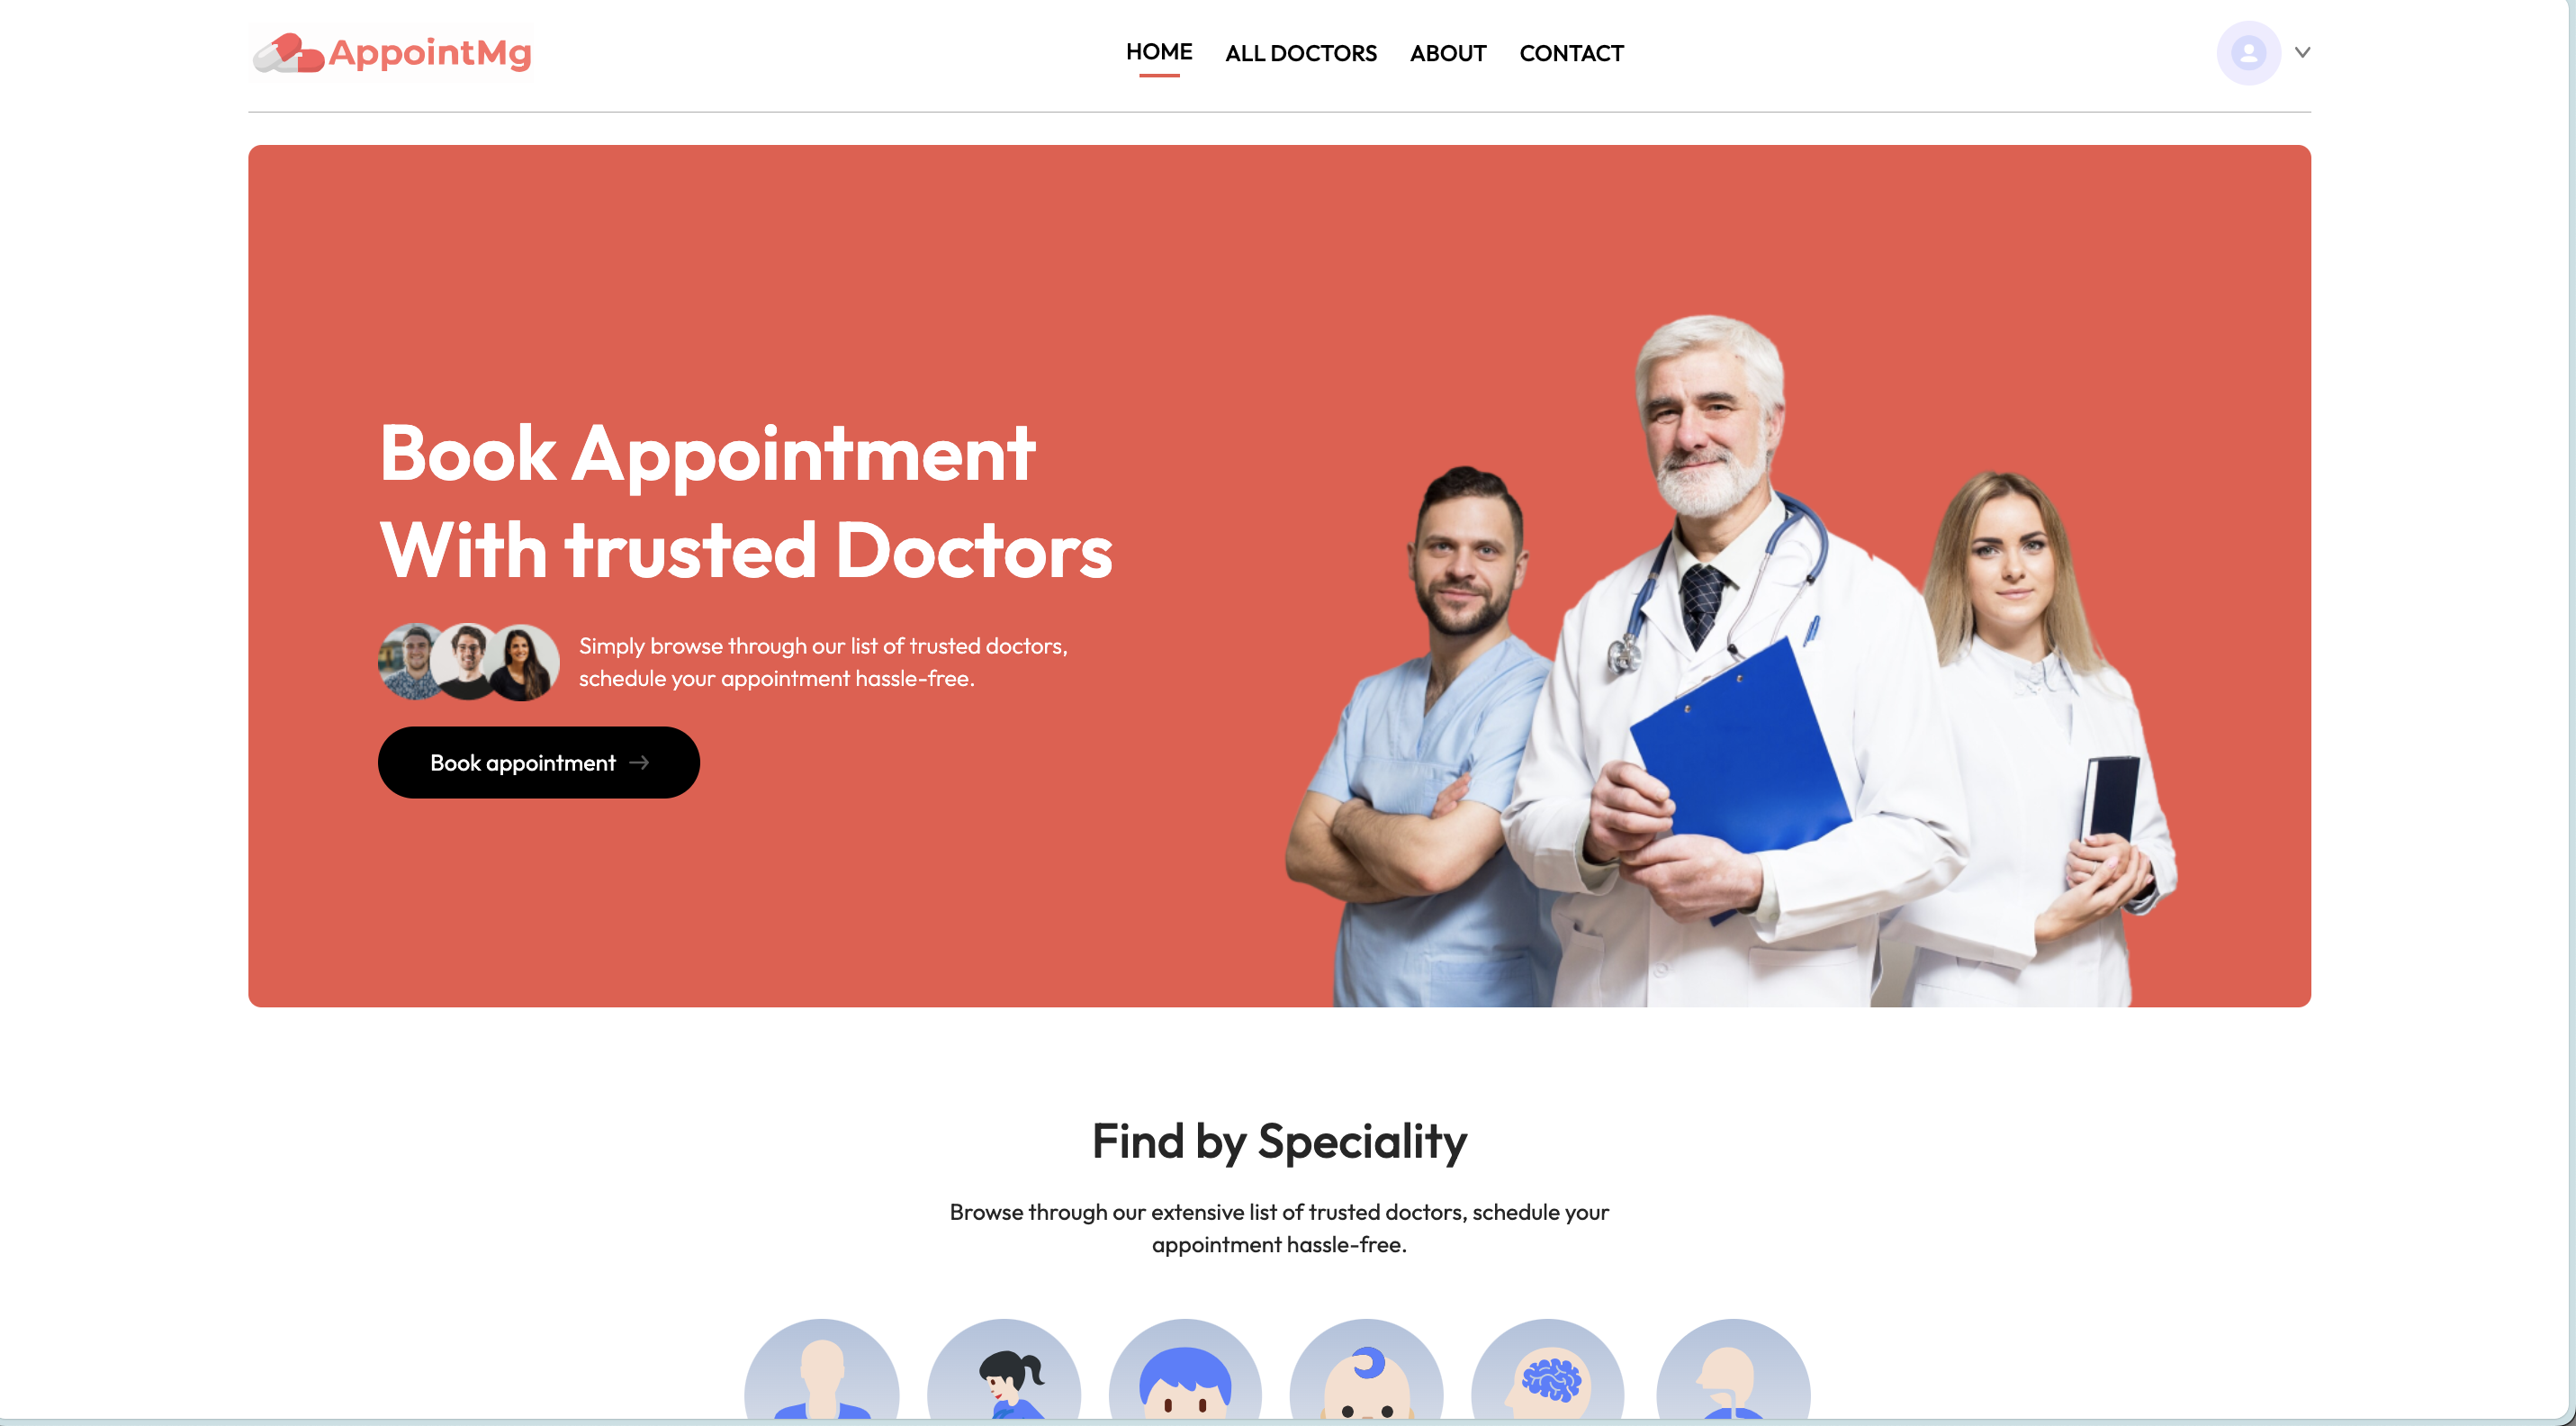 AppointMg
HOME
ALL DOCTORS
ABOUT
CONTACT
Book Appointment
With trusted Doctors
Simply browse through our list of trusted doctors,
schedule your appointment hassle-free.
Book appointment →
Find by Speciality
Browse through our extensive list of trusted doctors, schedule your
appointment hassle-free.